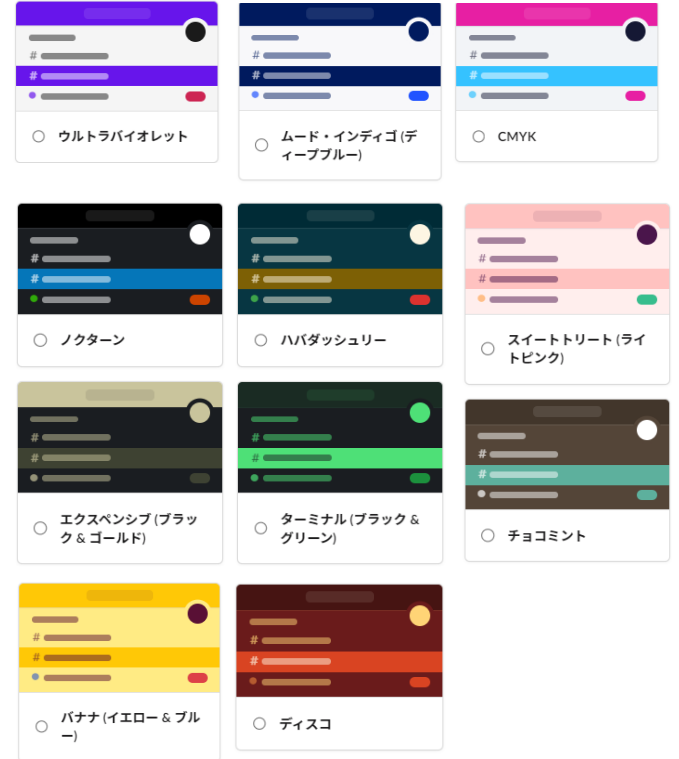 #
#
ウルトラバイオレット
#
#
ムード・インディゴ (デ
ィープブルー)
#
#
CMYK
#
#
ノクターン
#
#
ハバダッシュリー
#
#
スイートトリート (ライ
トピンク)
#
#
エクスペンシブ (ブラッ
ク & ゴールド)
#
#
ターミナル (ブラック &
グリーン)
#
#
チョコミント
#
#
バナナ (イエロー & ブル
ー)
#
#
ディスコ